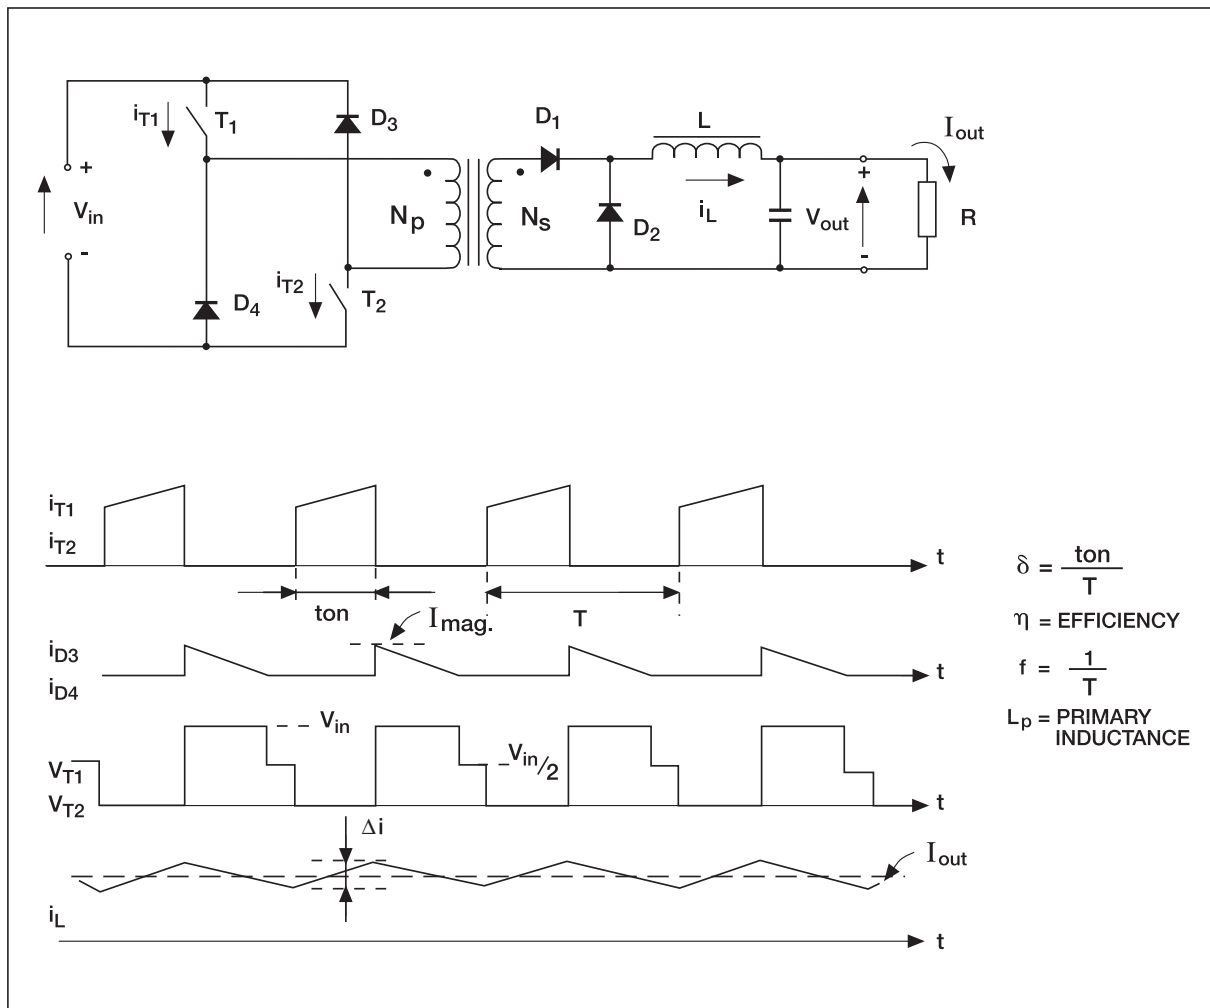 iT1
T1
D3
+
Vin
-
D4
iT2
T2
Np
Ns
D1
D2
L
iL
+
Vout
-
Iout
R
iT1
iT2
t
ton
T
δ = ton/T
η = EFFICIENCY
f = 1/T
Lp = PRIMARY
INDUCTANCE
Imag.
iD3
iD4
t
Vin
Vin/2
VT1
VT2
t
Δi
Iout
iL
t